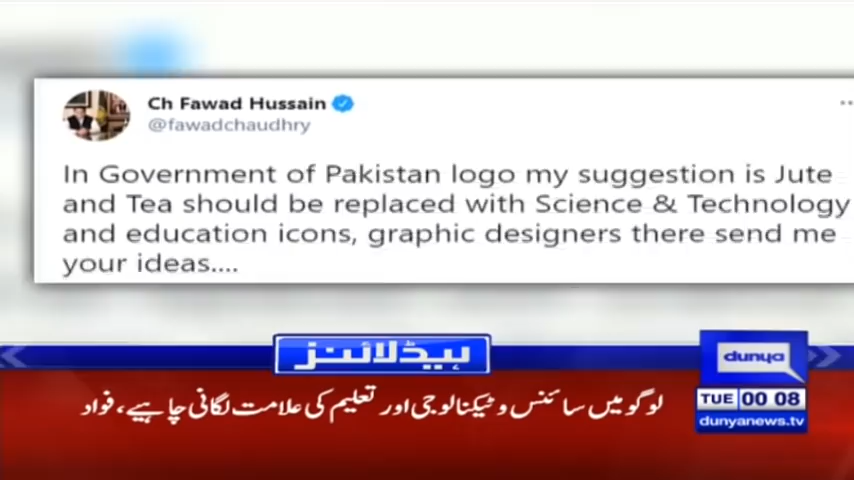 Ch Fawad Hussain
@fawadchaudhry
In Government of Pakistan logo my suggestion is Jute
and Tea should be replaced with Science & Technology
and education icons, graphic designers there send me
your ideas....
ہیڈلائنز
dunya
TUE 00 08
dunyanews.tv
لوگو میں سائنس و ٹیکنالوجی اور تعلیم کی علامت لگانی چاہیے، فواد